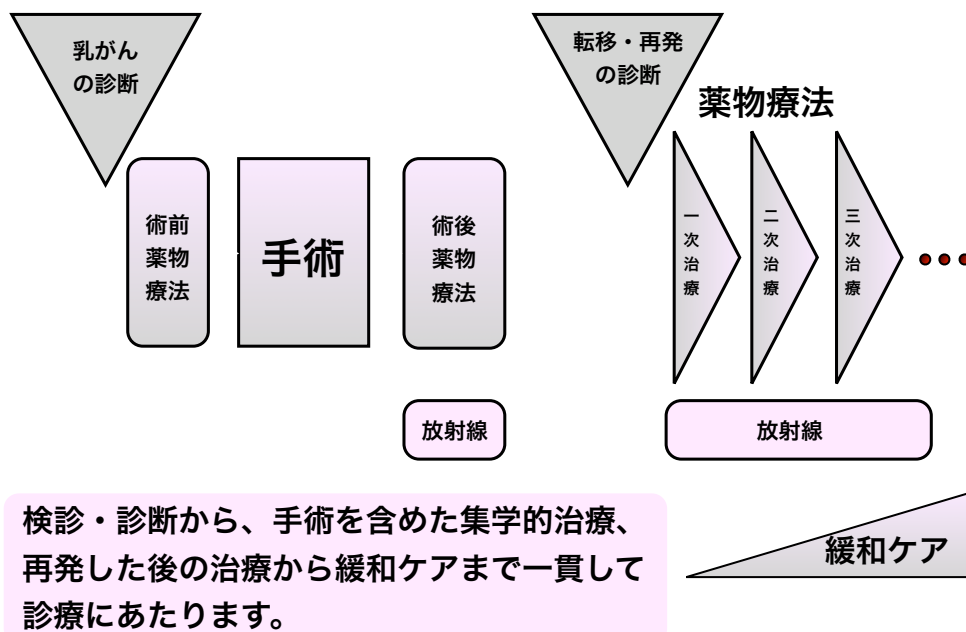 乳がん
の診断
転移・再発
の診断
薬物療法
術前
薬物
療法
手術
術後
薬物
療法
一次治療
二次治療
三次治療
放射線
放射線
検診・診断から、手術を含めた集学的治療、
再発した後の治療から緩和ケアまで一貫して
診療にあたります。
緩和ケア